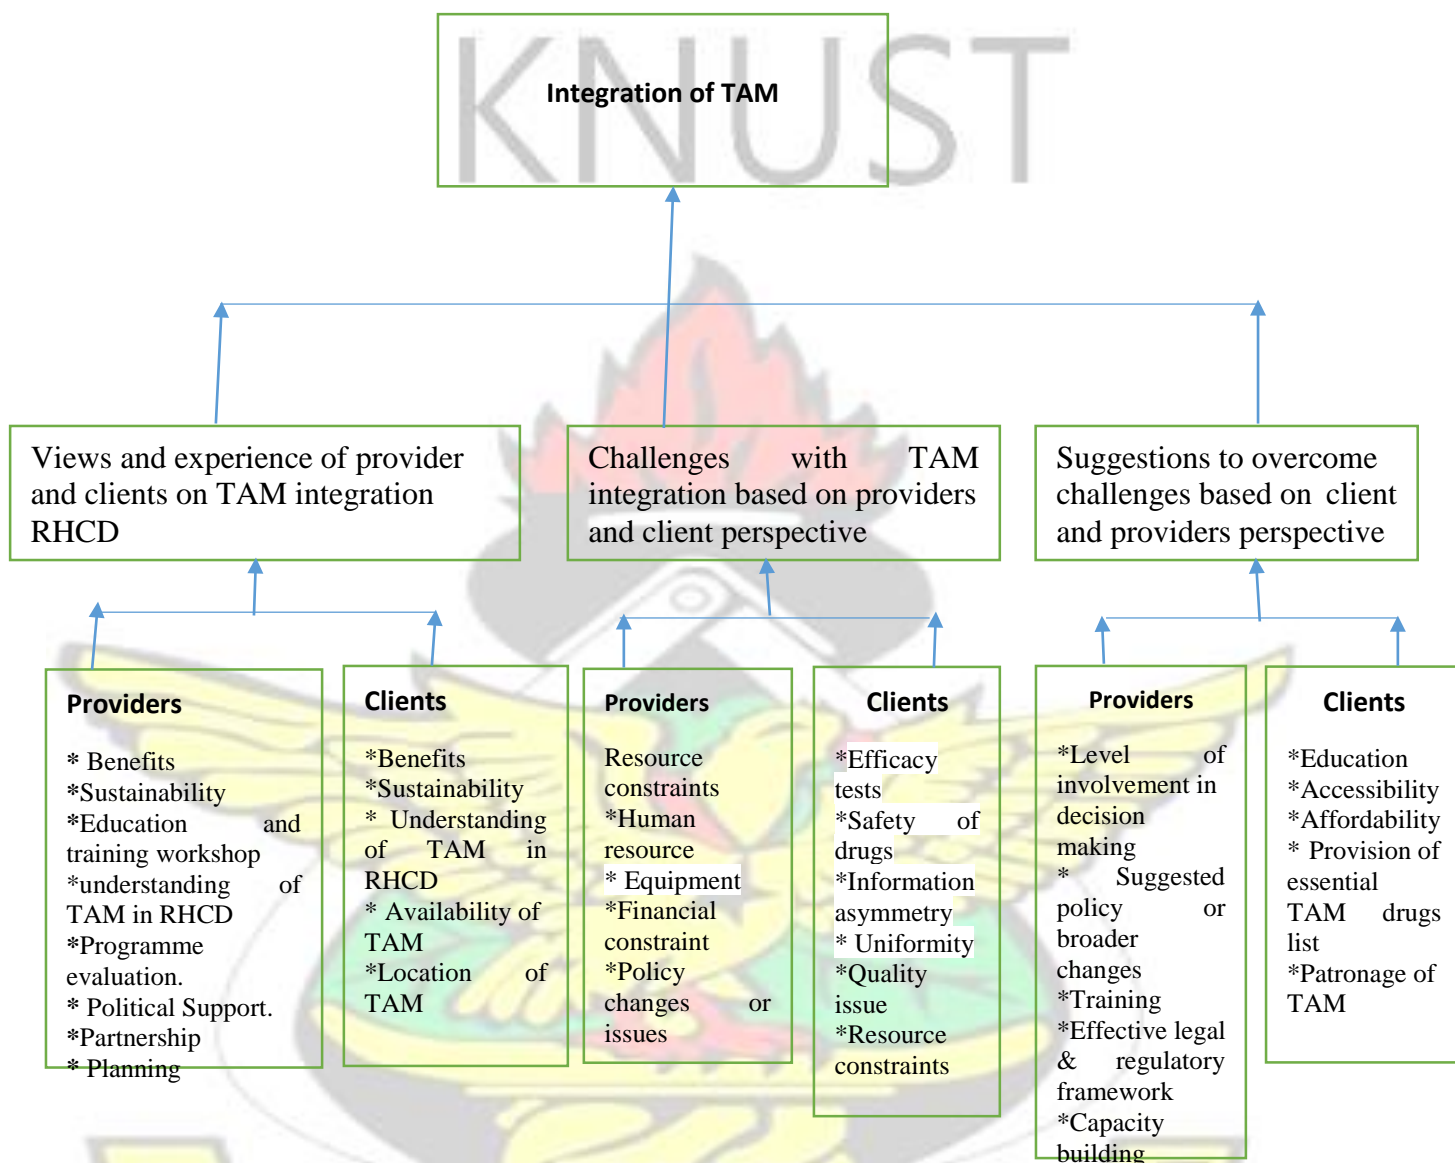 KNUST
Integration of TAM
Views and experience of provider
and clients on TAM integration
RHCD
Challenges with TAM
integration based on providers
and client perspective
Suggestions to overcome
challenges based on client
and providers perspective
Providers
* Benefits
*Sustainability
*Education and
training workshop
*understanding of
TAM in RHCD
*Programme
evaluation.
* Political Support.
*Partnership
* Planning
Clients
*Benefits
*Sustainability
* Understanding
of TAM in
RHCD
* Availability of
TAM
*Location of
TAM
Providers
Resource
constraints
*Human
resource
* Equipment
*Financial
constraint
*Policy
changes or
issues
Clients
*Efficacy
tests
*Safety of
drugs
*Information
asymmetry
* Uniformity
*Quality
issue
*Resource
constraints
Providers
*Level of
involvement in
decision
making
* Suggested
policy or
broader
changes
*Training
*Effective legal
& regulatory
framework
*Capacity
building
Clients
*Education
*Accessibility
*Affordability
* Provision of
essential
TAM drugs
list
*Patronage of
TAM